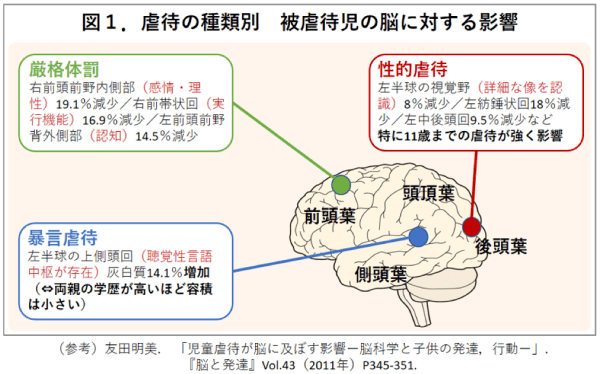 図１．虐待の種類別　被虐待児の脳に対する影響
厳格体罰
右前頭前野内側部（感情・理
性）19.1％減少／右前帯状回（実
行機能）16.9％減少／左前頭前野
背外側部（認知）14.5％減少
性的虐待
左半球の視覚野（詳細な像を認
識）8％減少／左紡錘状回18％減
少／左中後頭回9.5％減少など
特に11歳までの虐待が強く影響
頭頂葉
前頭葉
後頭葉
側頭葉
暴言虐待
左半球の上側頭回（聴覚性言語
中枢が存在）灰白質14.1％増加
（⇔両親の学歴が高いほど容積
は小さい）
（参考）友田明美．「児童虐待が脳に及ぼす影響ー脳科学と子供の発達，行動ー」．
『脳と発達』Vol.43（2011年）P345-351.